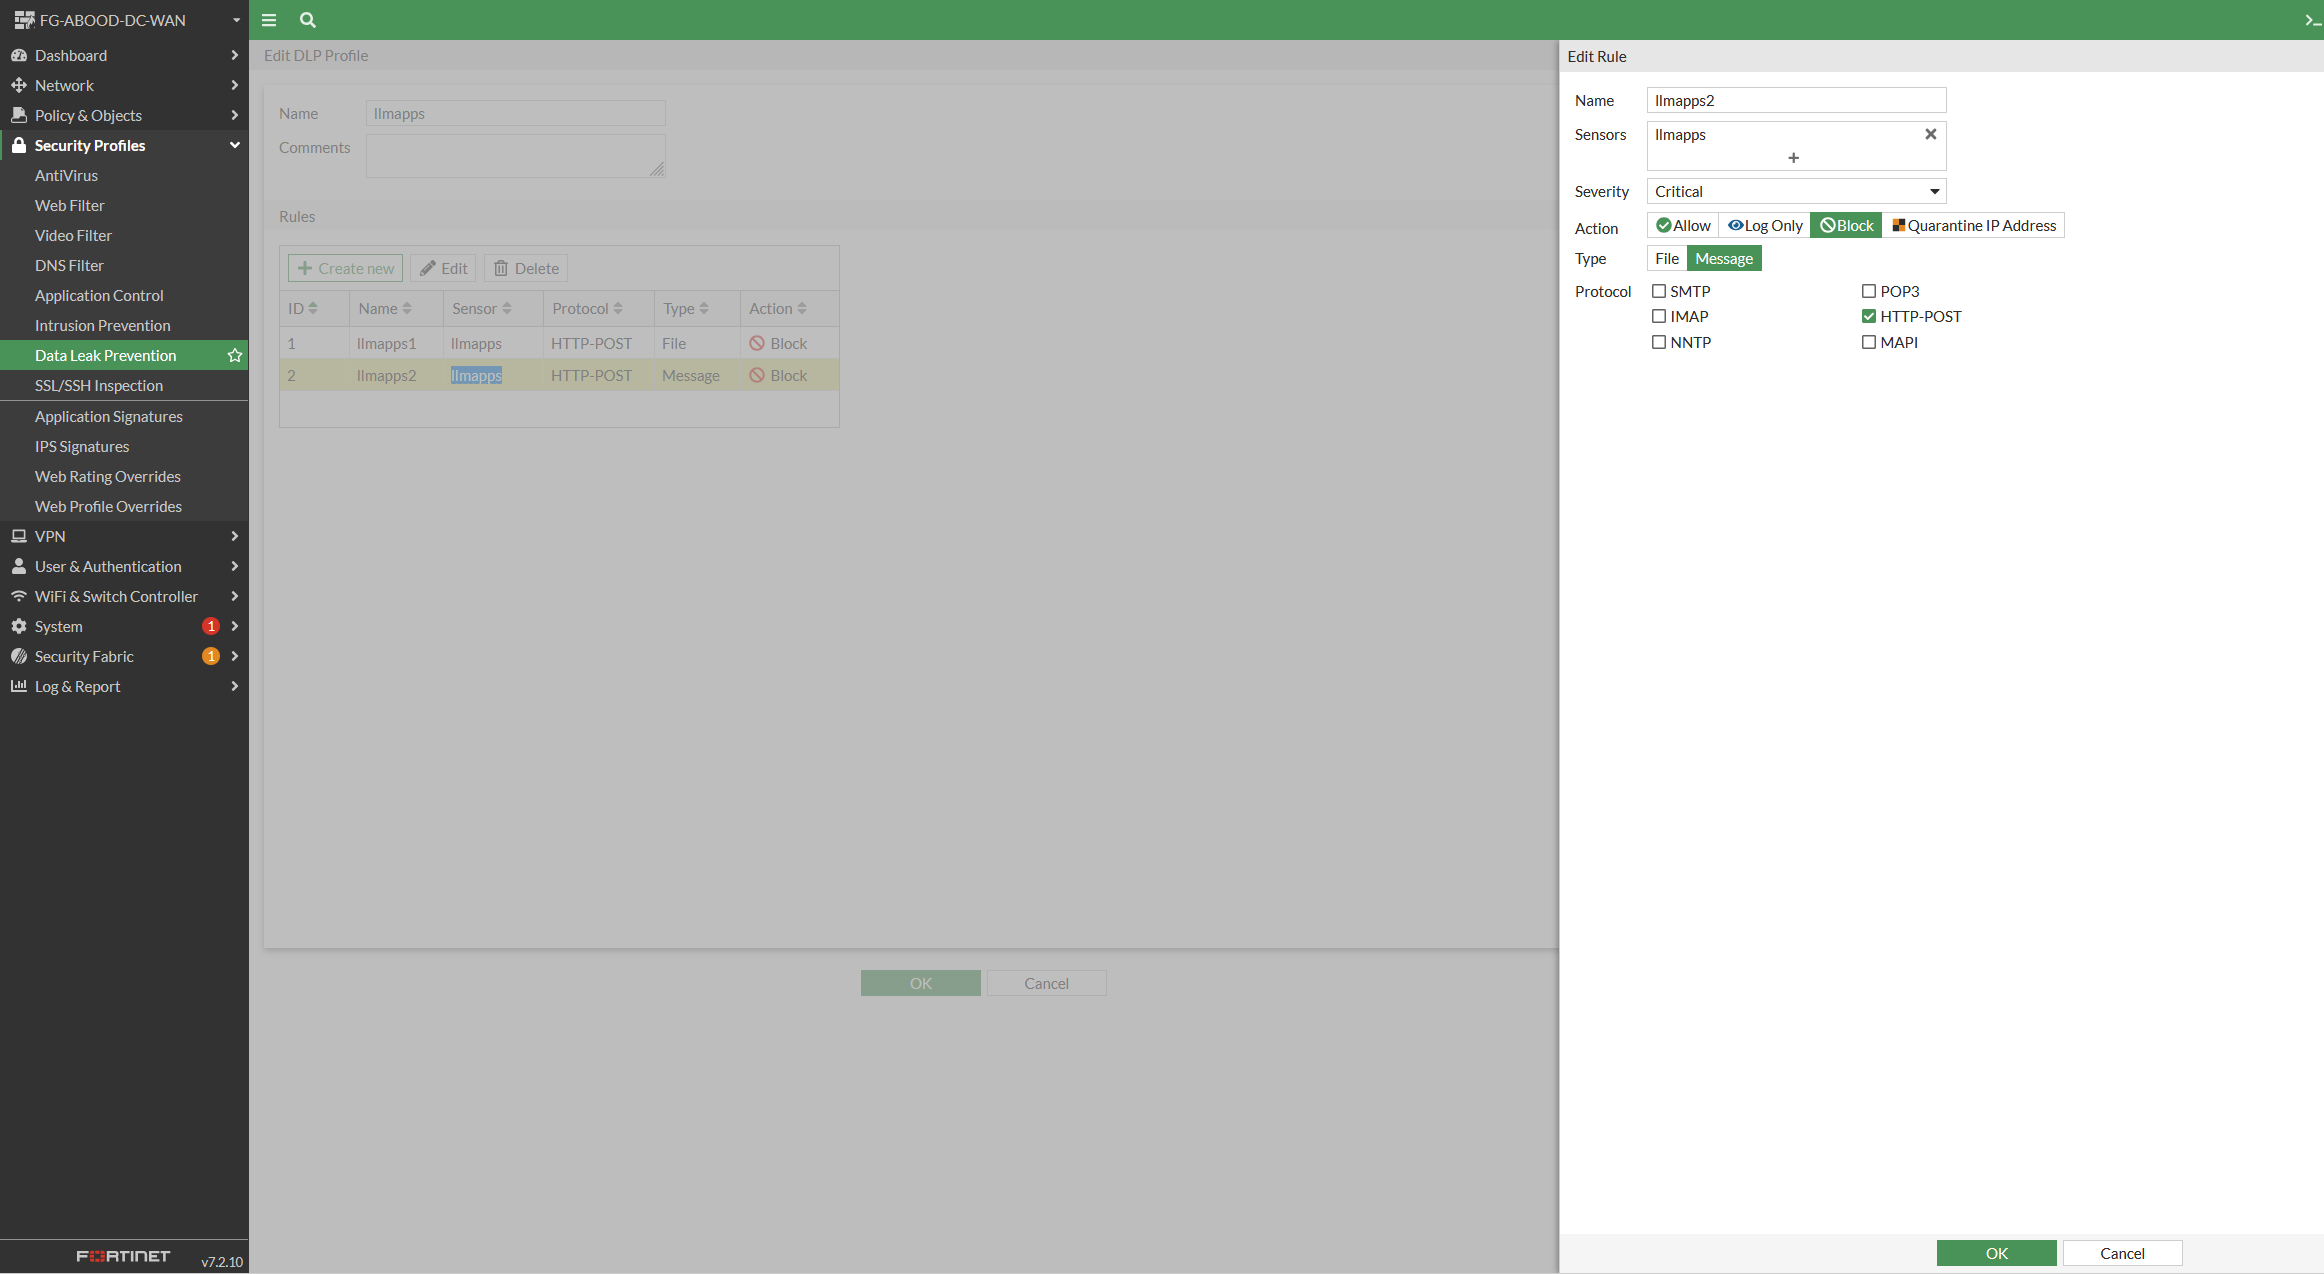 FG-ABOOD-DC-WAN
Dashboard
Network
Policy & Objects
Security Profiles
AntiVirus
Web Filter
Video Filter
DNS Filter
Application Control
Intrusion Prevention
Data Leak Prevention
SSL/SSH Inspection
Application Signatures
IPS Signatures
Web Rating Overrides
Web Profile Overrides
VPN
User & Authentication
WiFi & Switch Controller
System 1
Security Fabric 1
Log & Report
FORTINET v7.2.10
Edit DLP Profile
Name llmapps
Comments
Rules
Create new Edit Delete
ID Name Sensor Protocol Type Action
1 llmapps1 llmapps HTTP-POST File Block
2 llmapps2 llmapps HTTP-POST Message Block
OK Cancel
Edit Rule
Name llmapps2
Sensors llmapps
Severity Critical
Action Allow Log Only Block Quarantine IP Address
Type File Message
Protocol SMTP POP3
IMAP HTTP-POST
NNTP MAPI
OK Cancel